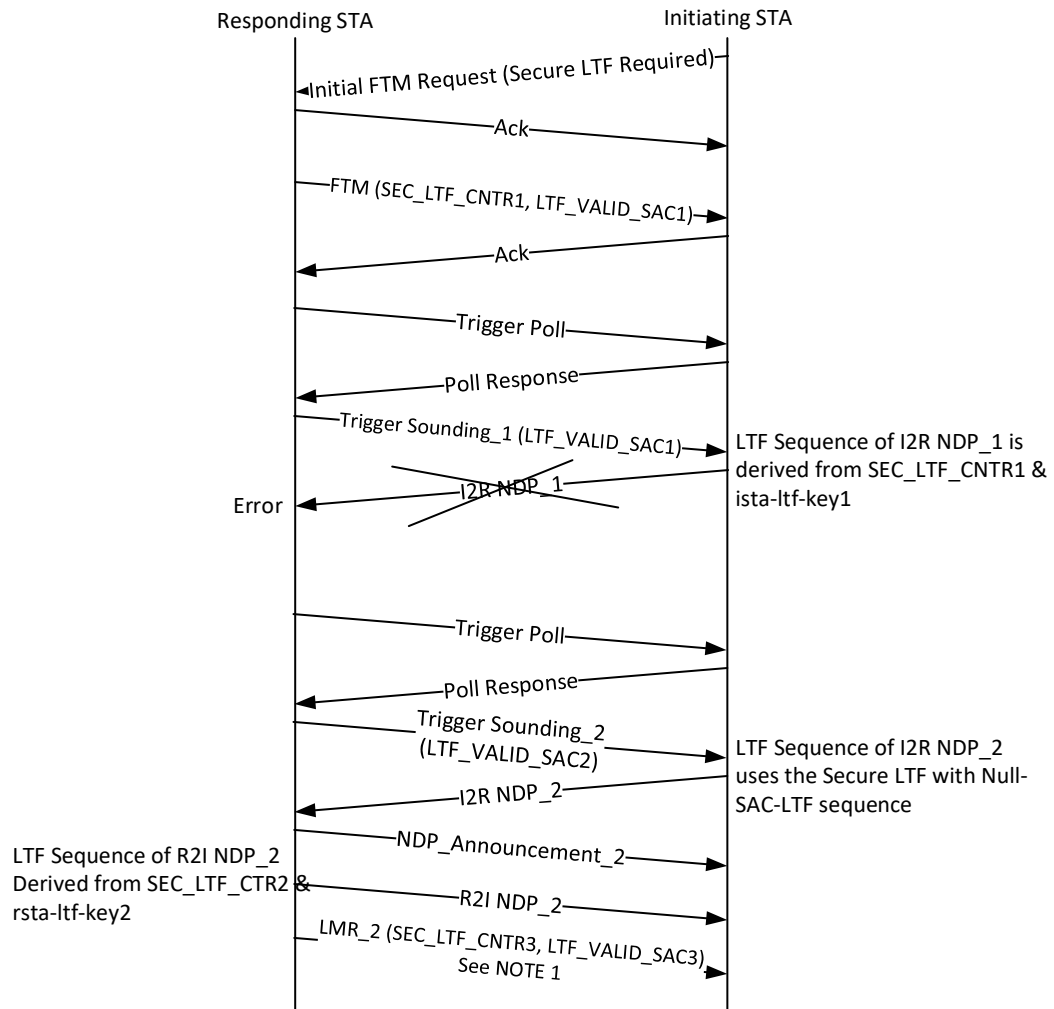 Responding STA
Initiating STA
Initial FTM Request (Secure LTF Required)
Ack
FTM (SEC_LTF_CNTR1, LTF_VALID_SAC1)
Ack
Trigger Poll
Poll Response
Trigger Sounding_1 (LTF_VALID_SAC1)
LTF Sequence of I2R NDP_1 is
derived from SEC_LTF_CNTR1 &
ista-ltf-key1
I2R NDP_1
Error
Trigger Poll
Poll Response
Trigger Sounding_2
(LTF_VALID_SAC2)
LTF Sequence of I2R NDP_2
uses the Secure LTF with Null-
SAC-LTF sequence
I2R NDP_2
NDP_Announcement_2
LTF Sequence of R2I NDP_2
Derived from SEC_LTF_CTR2 &
rsta-ltf-key2
R2I NDP_2
LMR_2 (SEC_LTF_CNTR3, LTF_VALID_SAC3)
See NOTE 1